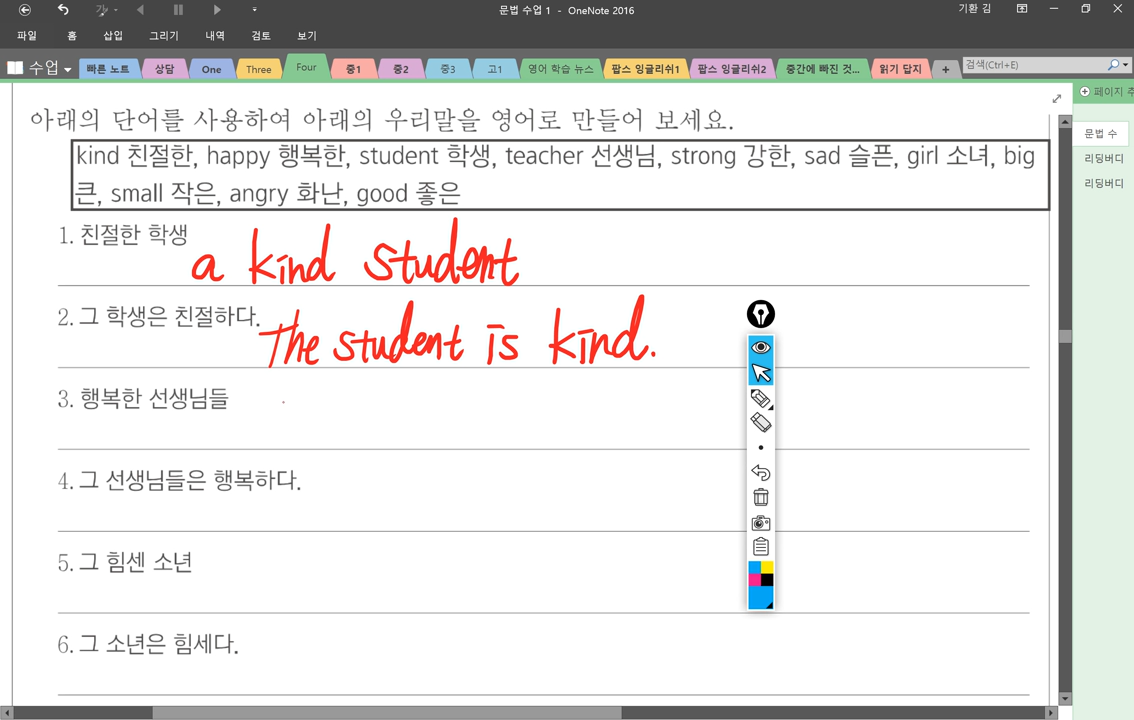 문법 수업 1 - OneNote 2016
기환 김
파일 홈 삽입 그리기 내역 검토 보기
수업 빠른 노트 상담 One Three Four 중1 중2 중3 고1 영어 학습 뉴스 팝스 잉글리쉬1 팝스 잉글리쉬2 중간에 빠진 것... 읽기 답지 + 검색(Ctrl+E)
페이지 추
문법 수
리딩버디
리딩버디
아래의 단어를 사용하여 아래의 우리말을 영어로 만들어 보세요.
kind 친절한, happy 행복한, student 학생, teacher 선생님, strong 강한, sad 슬픈, girl 소녀, big
큰, small 작은, angry 화난, good 좋은
1. 친절한 학생
a kind student
2. 그 학생은 친절하다.
The student is kind.
3. 행복한 선생님들
4. 그 선생님들은 행복하다.
5. 그 힘센 소년
6. 그 소년은 힘세다.